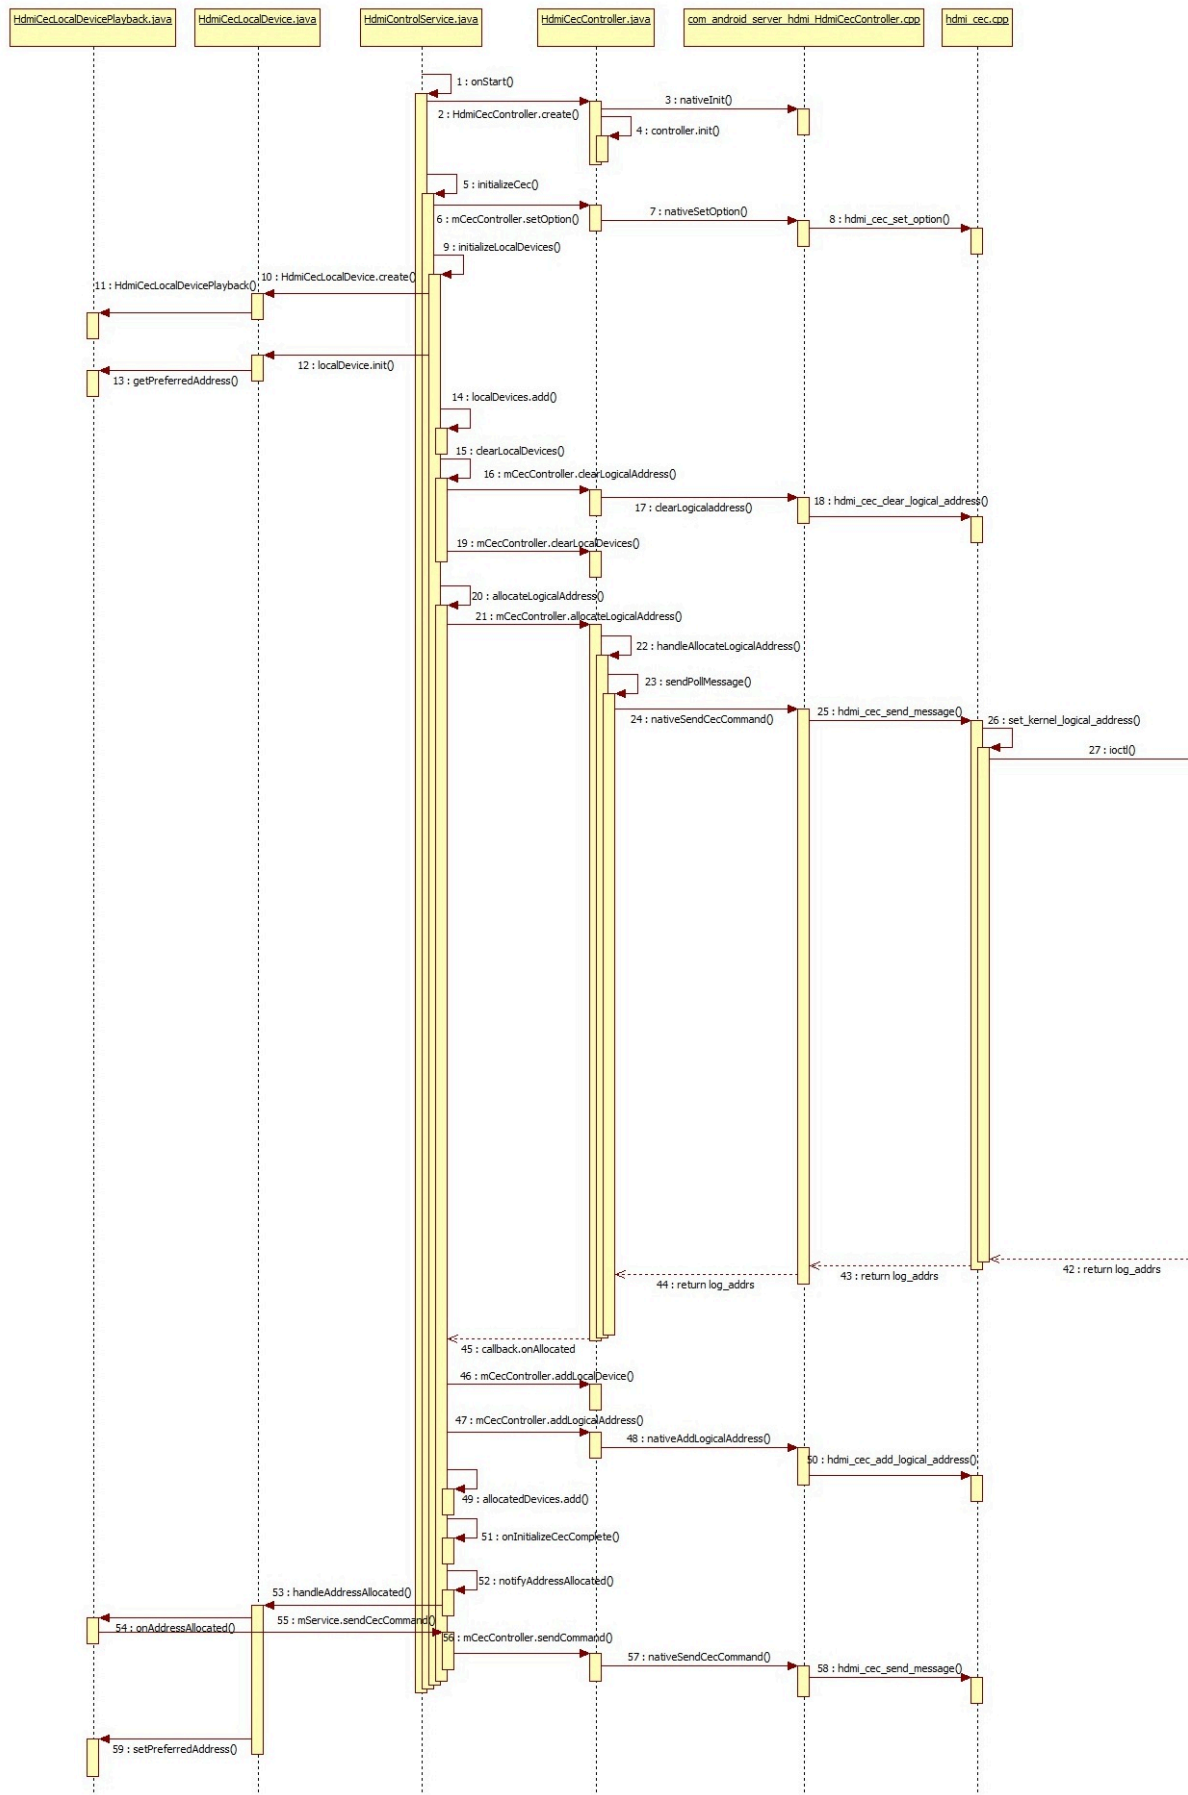 HdmiCecLocalDevicePlayback.java
HdmiCecLocalDevice.java
HdmiControlService.java
HdmiCecController.java
com_android_server_hdmi_HdmiCecController.cpp
hdmi_cec.cpp
1 : onStart()
2 : HdmiCecController.create()
3 : nativeInit()
4 : controller.init()
5 : initializeCec()
6 : mCecController.setOption()
7 : nativeSetOption()
8 : hdmi_cec_set_option()
9 : initializeLocalDevices()
10 : HdmiCecLocalDevice.create()
11 : HdmiCecLocalDevicePlayback()
12 : localDevice.init()
13 : getPreferredAddress()
14 : localDevices.add()
15 : clearLocalDevices()
16 : mCecController.clearLogicalAddress()
17 : clearLogicaladdress()
18 : hdmi_cec_clear_logical_address()
19 : mCecController.clearLocalDevices()
20 : allocateLogicalAddress()
21 : mCecController.allocateLogicalAddress()
22 : handleAllocateLogicalAddress()
23 : sendPollMessage()
24 : nativeSendCecCommand()
25 : hdmi_cec_send_message()
26 : set_kernel_logical_address()
27 : ioctl()
42 : return log_addrs
43 : return log_addrs
44 : return log_addrs
45 : callback.onAllocated
46 : mCecController.addLocalDevice()
47 : mCecController.addLogicalAddress()
48 : nativeAddLogicalAddress()
50 : hdmi_cec_add_logical_address()
49 : allocatedDevices.add()
51 : onInitializeCecComplete()
52 : notifyAddressAllocated()
53 : handleAddressAllocated()
54 : onAddressAllocated()
55 : mService.sendCecCommand()
56 : mCecController.sendCommand()
57 : nativeSendCecCommand()
58 : hdmi_cec_send_message()
59 : setPreferredAddress()